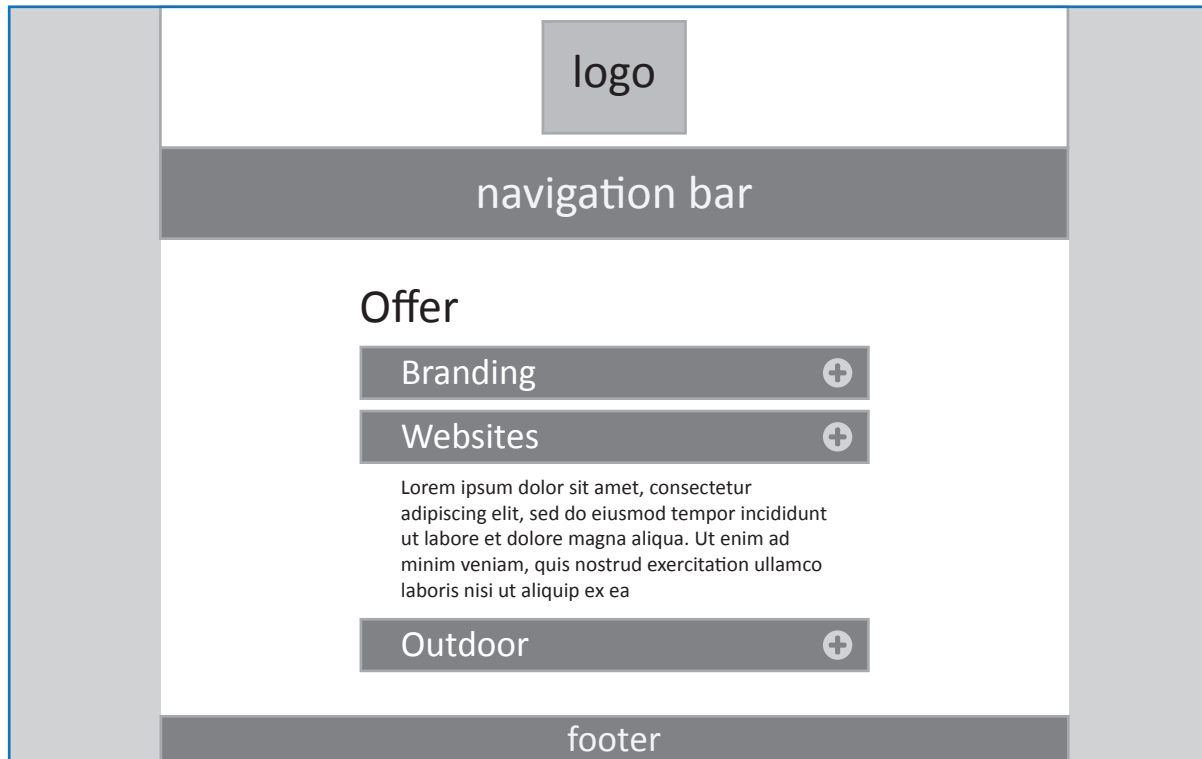 logo
navigation bar
Offer
Branding
Websites
Lorem ipsum dolor sit amet, consectetur
adipiscing elit, sed do eiusmod tempor incididunt
ut labore et dolore magna aliqua. Ut enim ad
minim veniam, quis nostrud exercitation ullamco
laboris nisi ut aliquip ex ea
Outdoor
footer